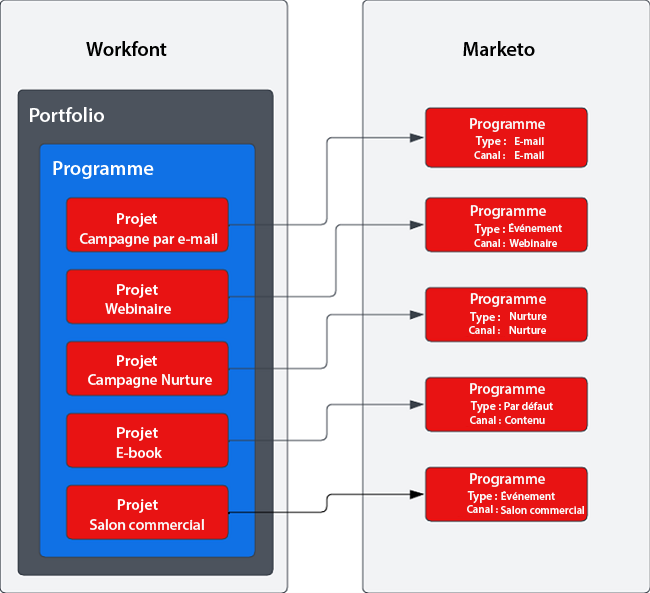 Workfont
Portfolio
Programme
Projet
Campagne par e-mail
Projet
Webinaire
Projet
Campagne Nurture
Projet
E-book
Projet
Salon commercial
Marketo
Programme
Type : E-mail
Canal : E-mail
Programme
Type : Événement
Canal : Webinaire
Programme
Type : Nurture
Canal : Nurture
Programme
Type : Par défaut
Canal : Contenu
Programme
Type : Événement
Canal : Salon commercial